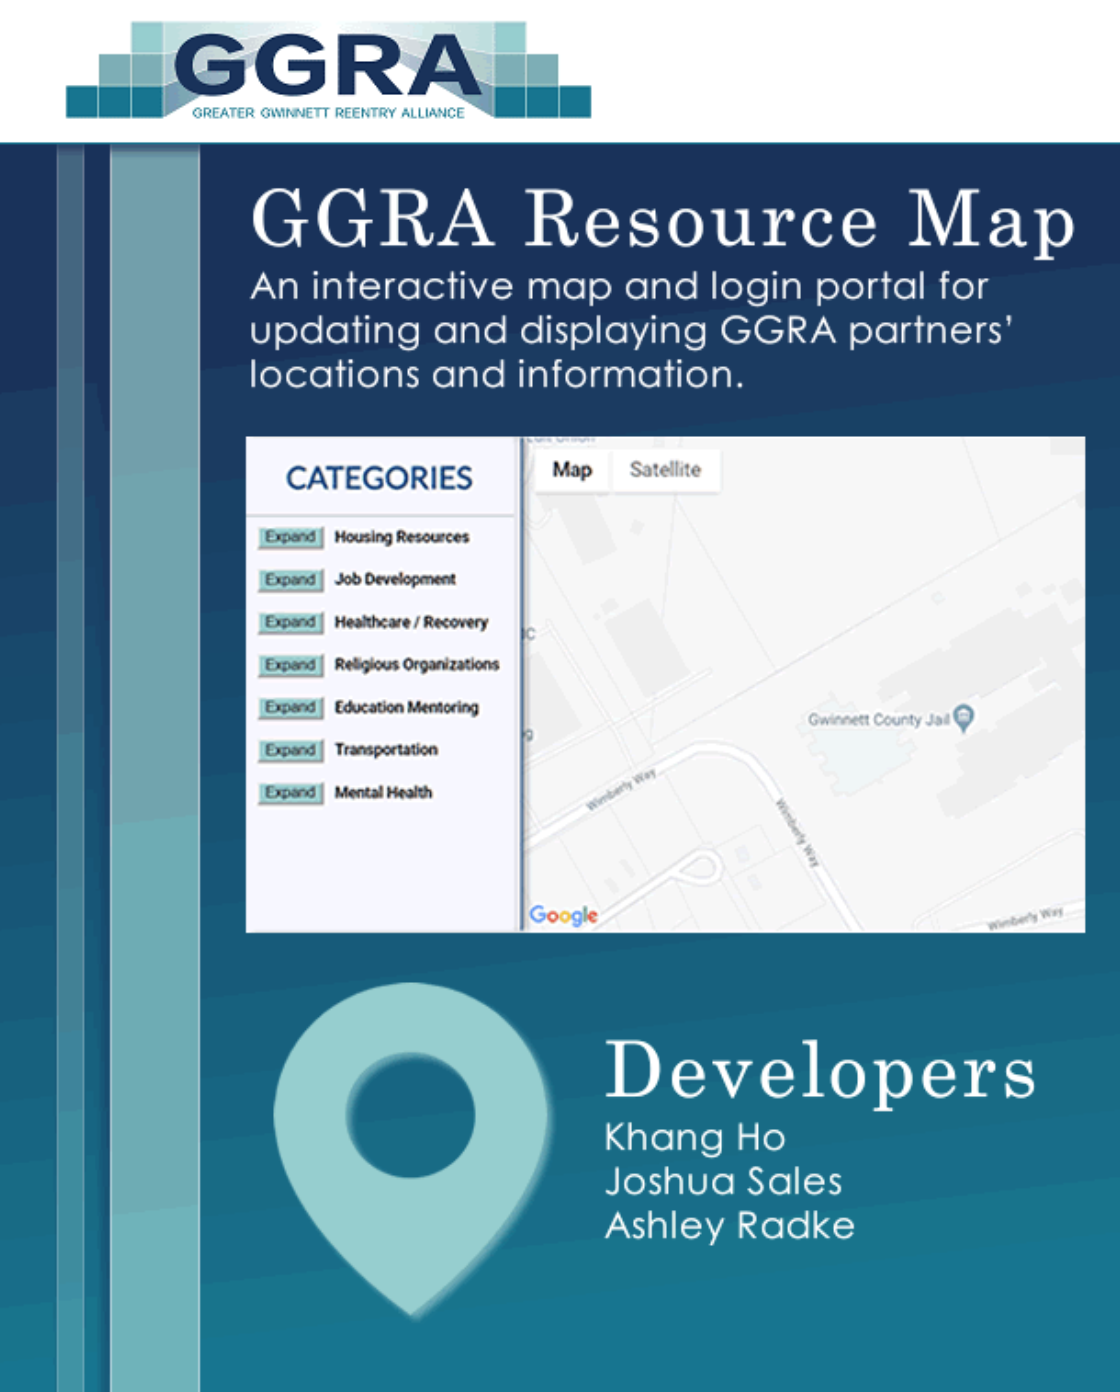 GGRA
GREATER GWINNETT REENTRY ALLIANCE
GGRA Resource Map
An interactive map and login portal for
updating and displaying GGRA partners’
locations and information.
CATEGORIES
Expand Housing Resources
Expand Job Development
Expand Healthcare / Recovery
Expand Religious Organizations
Expand Education Mentoring
Expand Transportation
Expand Mental Health
Map Satellite
Gwinnett County Jail
Wimberly Way
Wimberly Way
Wimberly Way
Google
Developers
Khang Ho
Joshua Sales
Ashley Radke